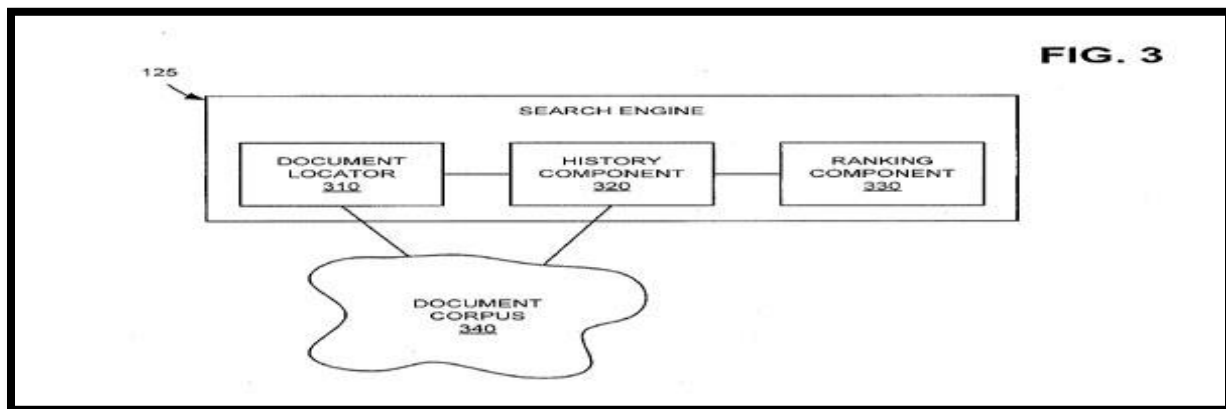 FIG. 3
125
SEARCH ENGINE
DOCUMENT
LOCATOR
310
HISTORY
COMPONENT
320
RANKING
COMPONENT
330
DOCUMENT
CORPUS
340